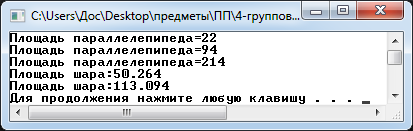 C:\Users\Дос\Desktop\предметы\ПП\4-группов...
Площадь параллелепипеда=22
Площадь параллелепипеда=94
Площадь параллелепипеда=214
Площадь шара:50.264
Площадь шара:113.094
Для продолжения нажмите любую клавишу . . .